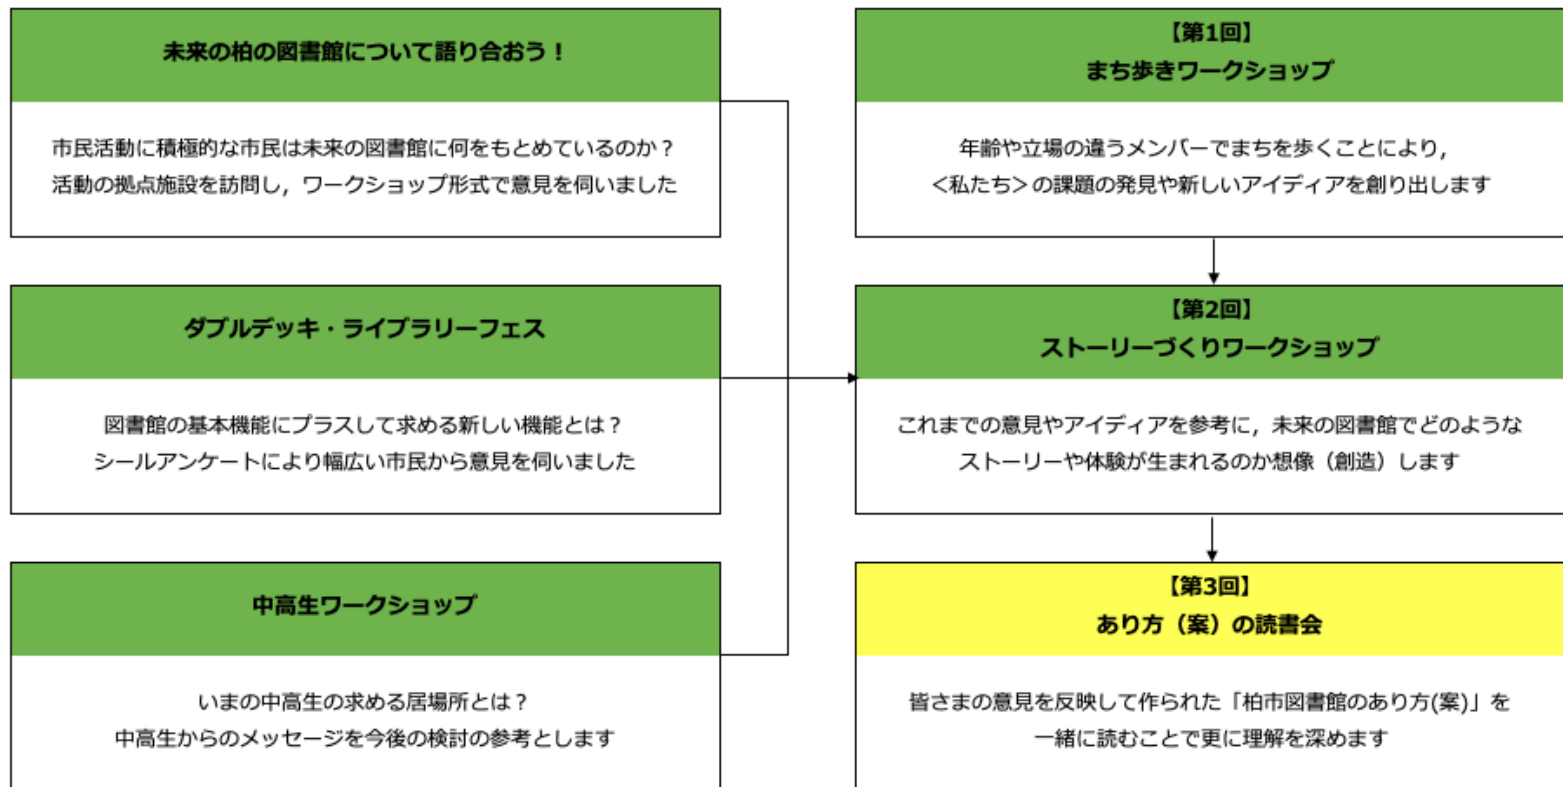 未来の柏の図書館について語り合おう！
市民活動に積極的な市民は未来の図書館に何をもとめているのか？
活動の拠点施設を訪問し，ワークショップ形式で意見を伺いました
ダブルデッキ・ライブラリーフェス
図書館の基本機能にプラスして求める新しい機能とは？
シールアンケートにより幅広い市民から意見を伺いました
中高生ワークショップ
いまの中高生の求める居場所とは？
中高生からのメッセージを今後の検討の参考とします
【第1回】
まち歩きワークショップ
年齢や立場の違うメンバーでまちを歩くことにより，
＜私たち＞の課題の発見や新しいアイディアを創り出します
【第2回】
ストーリーづくりワークショップ
これまでの意見やアイディアを参考に，未来の図書館でどのような
ストーリーや体験が生まれるのか想像（創造）します
【第3回】
あり方（案）の読書会
皆さまの意見を反映して作られた「柏市図書館のあり方(案)」を
一緒に読むことで更に理解を深めます